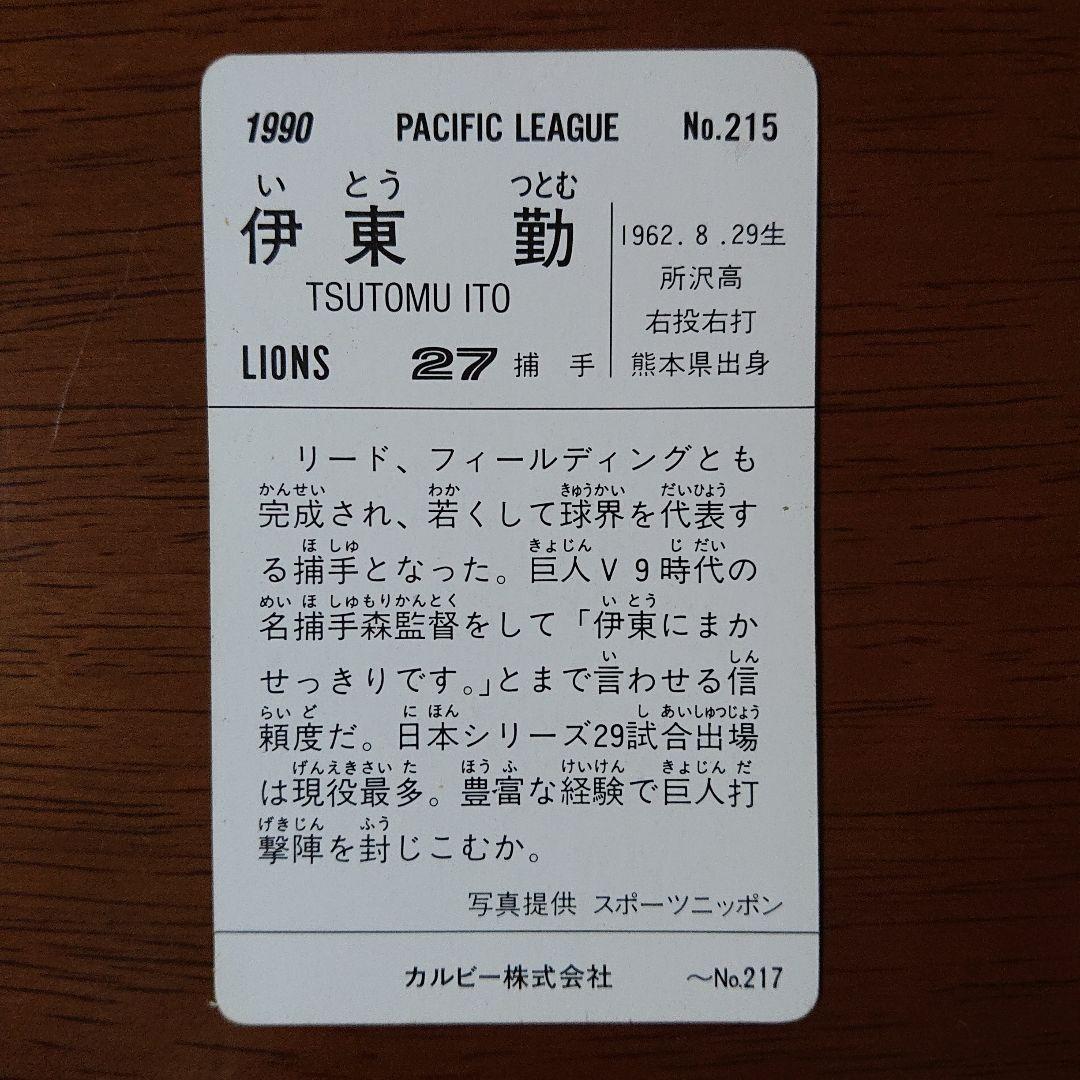 1990 PACIFIC LEAGUE No.215
い とう つとむ
伊東 勤
TSUTOMU ITO
LIONS 27 捕手
1962.8.29生
所沢高
右投右打
熊本県出身
リード、フィールディングとも
かんせい わか きゅうかい だいひょう
完成され、若くして球界を代表す
ほ しゅ きょじん じ だい
る捕手となった。巨人V9時代の
めい ほ しゅもりかんとく い とう
名捕手森監督をして「伊東にまか
い しん
せっきりです。」とまで言わせる信
らい ど に ほん し あいしゅつじょう
頼度だ。日本シリーズ29試合出場
げんえきさい た ほう ふ けいけん きょじん だ
は現役最多。豊富な経験で巨人打
げきじん ふう
撃陣を封じこむか。
写真提供 スポーツニッポン
カルビー株式会社 〜No.217